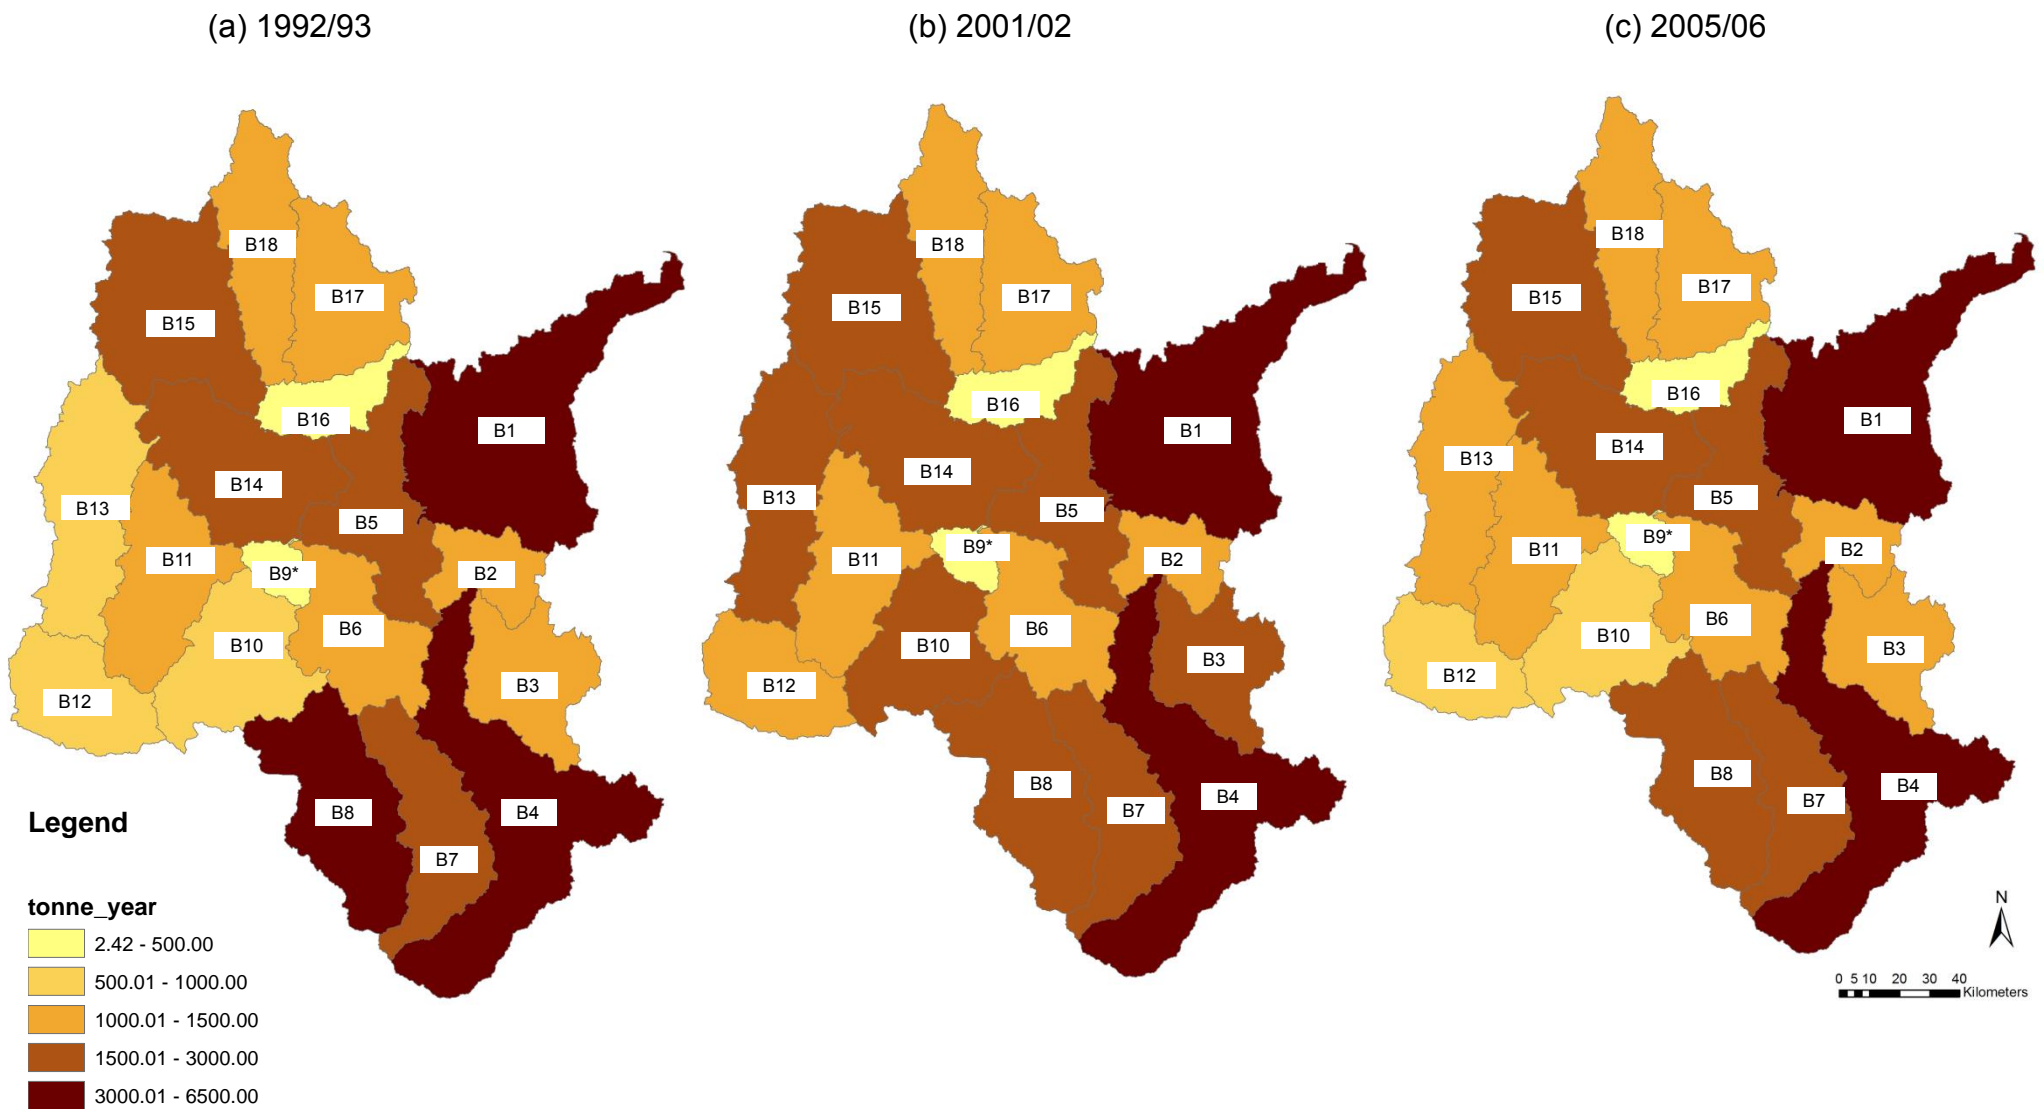 (a) 1992/93
(b) 2001/02
(c) 2005/06
B18
B17
B15
B16
B1
B14
B13
B5
B11
B9*
B2
B6
B10
B12
B3
B8
B4
B7
B18
B17
B15
B16
B1
B14
B13
B5
B9*
B11
B2
B6
B10
B3
B12
B8
B4
B7
B18
B17
B15
B16
B1
B14
B13
B5
B9*
B11
B2
B6
B10
B3
B12
B8
B4
B7
Legend
tonne_year
2.42 - 500.00
500.01 - 1000.00
1000.01 - 1500.00
1500.01 - 3000.00
3000.01 - 6500.00
N
0 5 10 20 30 40
Kilometers